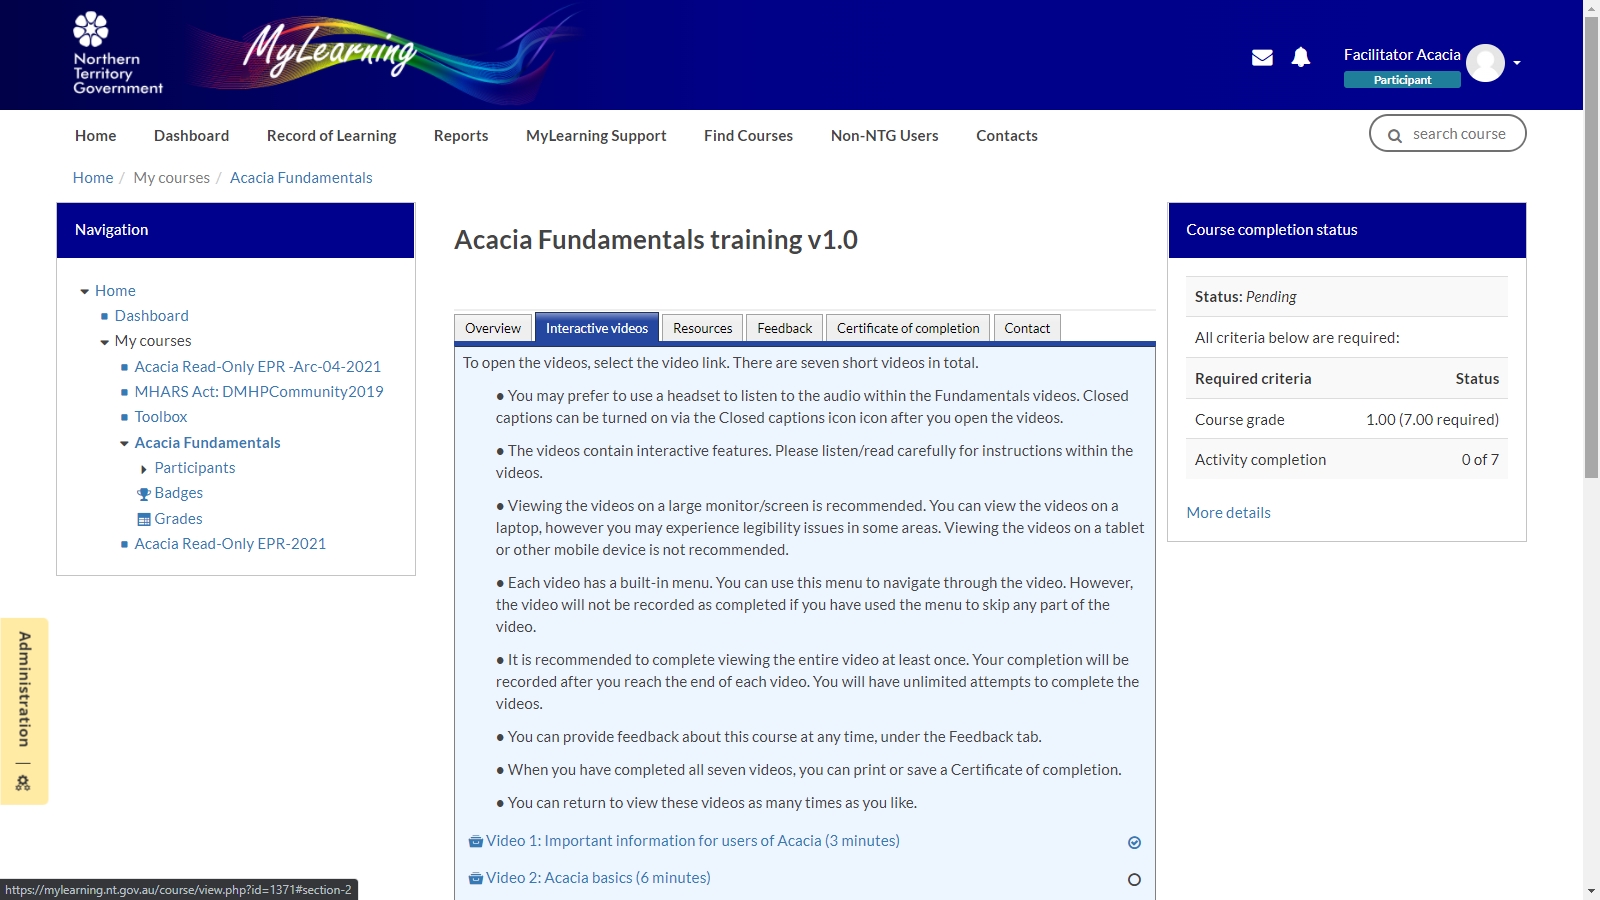 Northern
Territory
Government
MyLearning
Facilitator Acacia
Participant
Home Dashboard Record of Learning Reports MyLearning Support Find Courses Non-NTG Users Contacts
search course
Home / My courses / Acacia Fundamentals
Navigation
Home
Dashboard
My courses
Acacia Read-Only EPR -Arc-04-2021
MHARS Act: DMHPCommunity2019
Toolbox
Acacia Fundamentals
Participants
Badges
Grades
Acacia Read-Only EPR-2021
Administration
Acacia Fundamentals training v1.0
Overview Interactive videos Resources Feedback Certificate of completion Contact
To open the videos, select the video link. There are seven short videos in total.
● You may prefer to use a headset to listen to the audio within the Fundamentals videos. Closed
captions can be turned on via the Closed captions icon icon after you open the videos.
● The videos contain interactive features. Please listen/read carefully for instructions within the
videos.
● Viewing the videos on a large monitor/screen is recommended. You can view the videos on a
laptop, however you may experience legibility issues in some areas. Viewing the videos on a tablet
or other mobile device is not recommended.
● Each video has a built-in menu. You can use this menu to navigate through the video. However,
the video will not be recorded as completed if you have used the menu to skip any part of the
video.
● It is recommended to complete viewing the entire video at least once. Your completion will be
recorded after you reach the end of each video. You will have unlimited attempts to complete the
videos.
● You can provide feedback about this course at any time, under the Feedback tab.
● When you have completed all seven videos, you can print or save a Certificate of completion.
● You can return to view these videos as many times as you like.
Video 1: Important information for users of Acacia (3 minutes)
Video 2: Acacia basics (6 minutes)
Course completion status
Status: Pending
All criteria below are required:
Required criteria Status
Course grade 1.00 (7.00 required)
Activity completion 0 of 7
More details
https://mylearning.nt.gov.au/course/view.php?id=1371#section-2